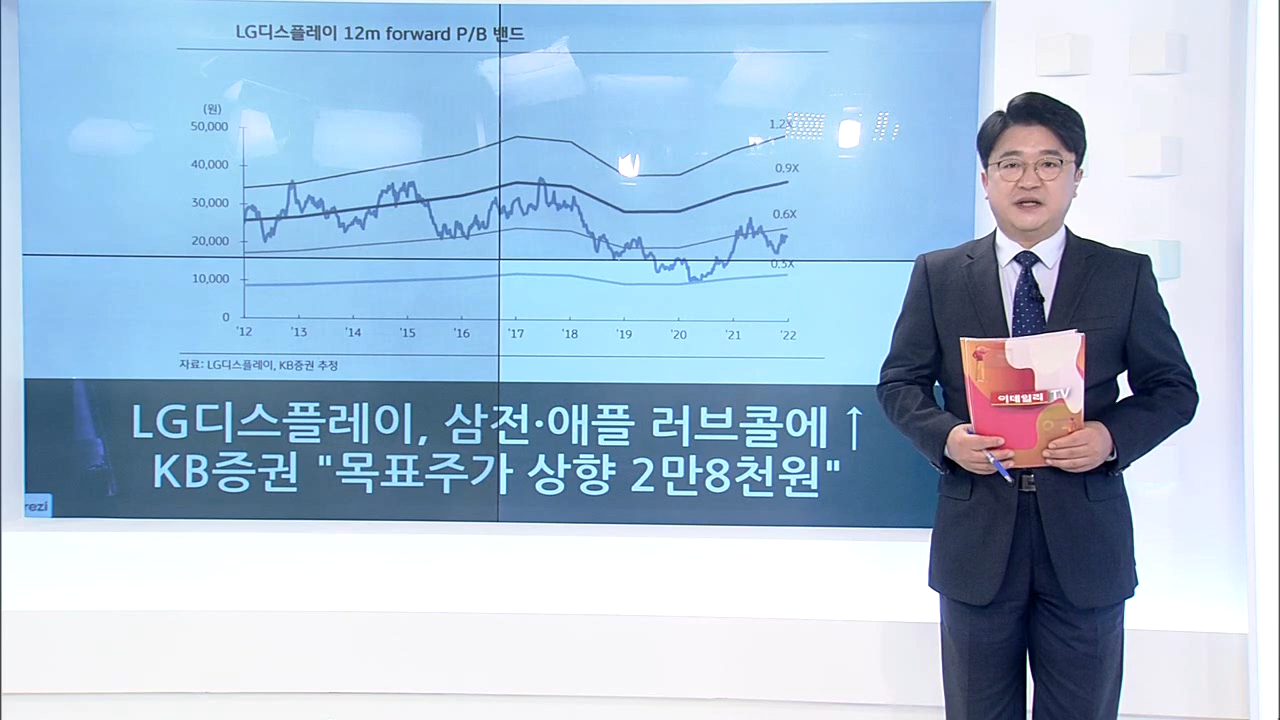 LG디스플레이 12m forward P/B 밴드
(원)
50,000
40,000
30,000
20,000
10,000
0
1.2X
0.9X
0.6X
0.3X
'12 '13 '14 '15 '16 '17 '18 '19 '20 '21 '22
자료: LG디스플레이, KB증권 추정
LG디스플레이, 삼전·애플 러브콜에 ↑
KB증권 "목표주가 상향 2만8천원"
rezi
이데일리 TV